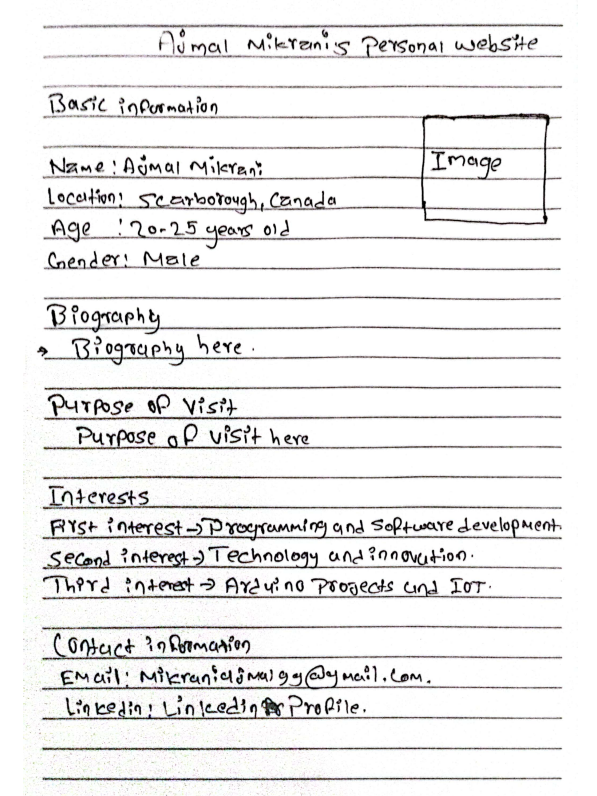 Ajmal Mikrani's Personal Website
Basic information
Image
Name: Ajmal Mikrani
Location: Scarborough, Canada
Age : 20-25 years old
Gender: Male
Biography
→ Biography here.
Purpose of Visit
Purpose of visit here
Interests
First interest → Programming and Software development.
Second interest → Technology and innovation.
Third interest → Arduino Projects and IOT.
Contact information
Email: Mikraniajmal99@gmail.com.
Linkedin: Linkedin Profile.